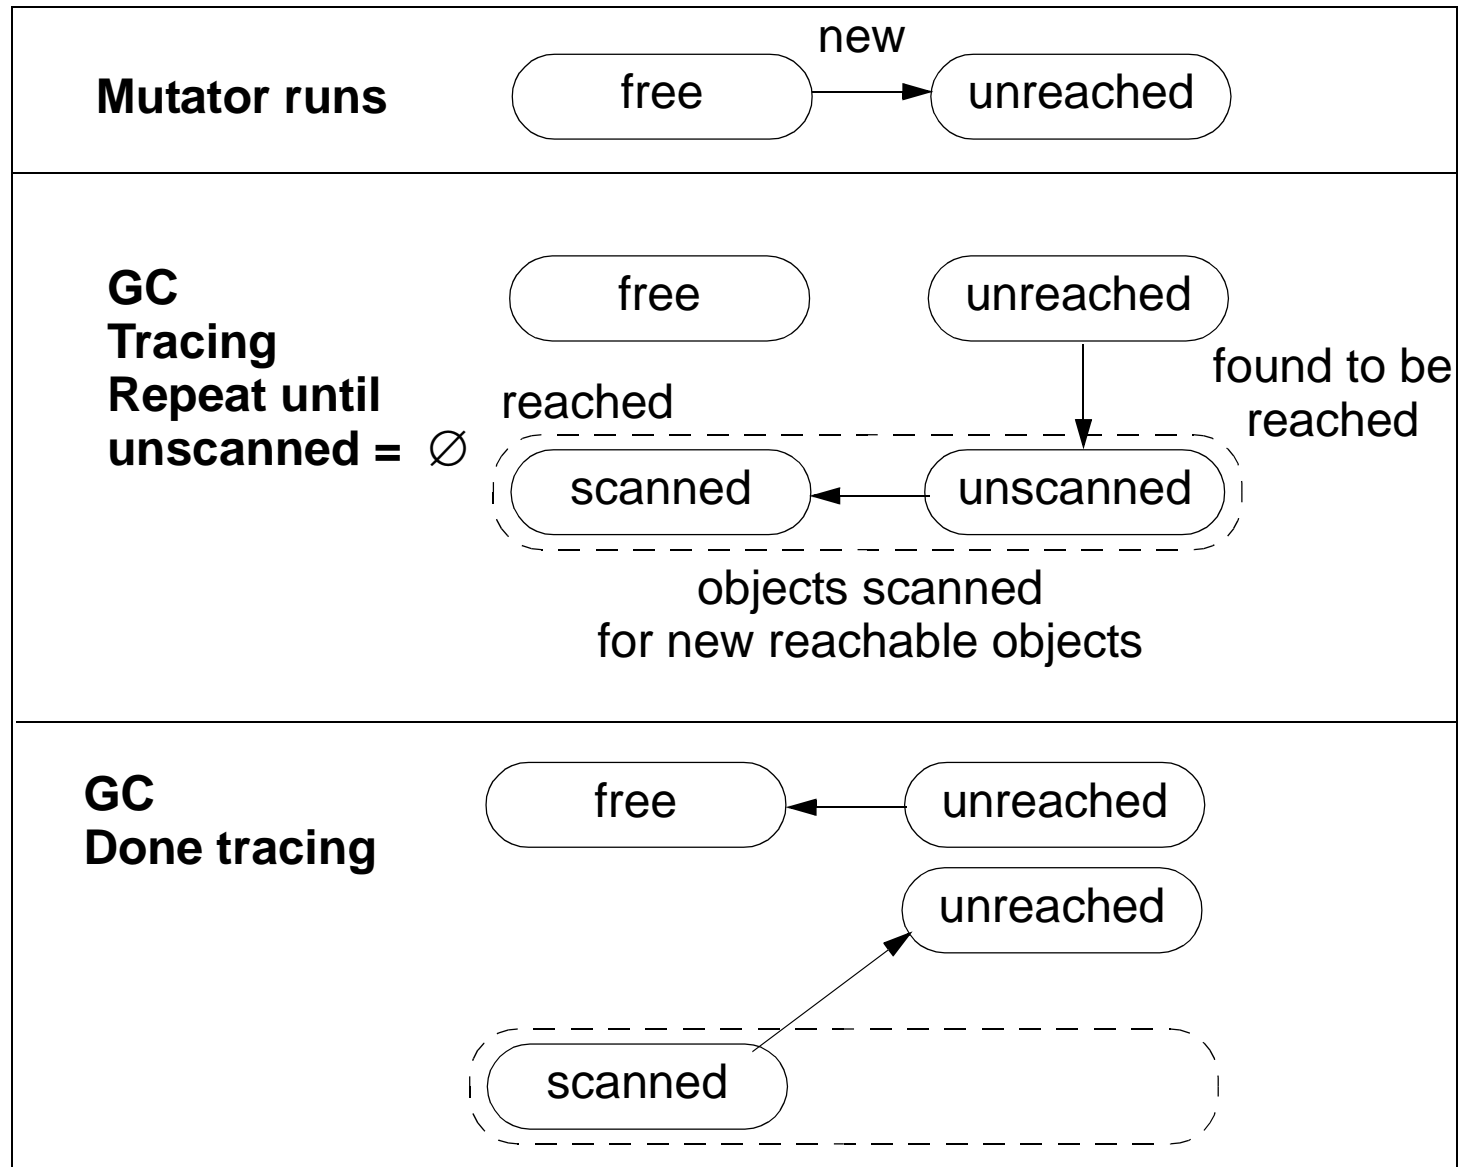 new
Mutator runs
free
unreached
GC
Tracing
Repeat until
unscanned = ∅
free
unreached
found to be
reached
reached
scanned
unscanned
objects scanned
for new reachable objects
GC
Done tracing
free
unreached
unreached
scanned